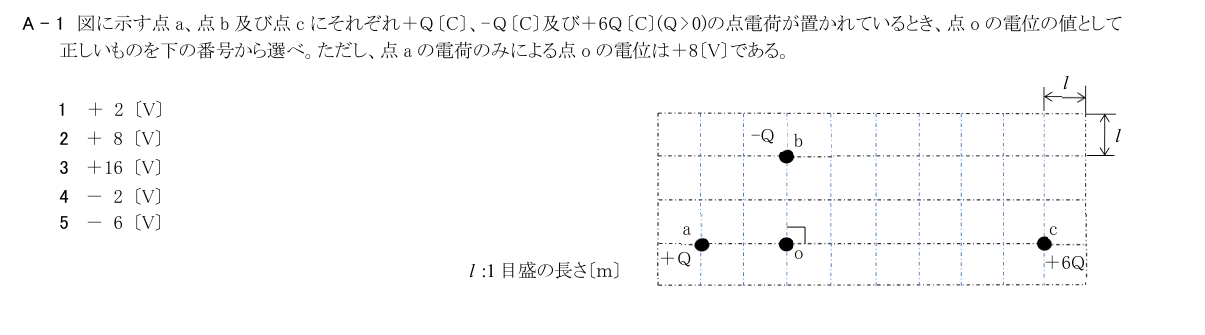 A－1 図に示す点 a、点 b 及び点 c にそれぞれ＋Q〔C〕、-Q〔C〕及び＋6Q〔C〕(Q>0)の点電荷が置かれているとき、点 o の電位の値として
正しいものを下の番号から選べ。ただし、点 a の電荷のみによる点 o の電位は＋8〔V〕である。
1 ＋ 2 〔V〕
2 ＋ 8 〔V〕
3 ＋16 〔V〕
4 － 2 〔V〕
5 － 6 〔V〕
l
l
-Q b
a
+Q
o
c
+6Q
l :1 目盛の長さ〔m〕